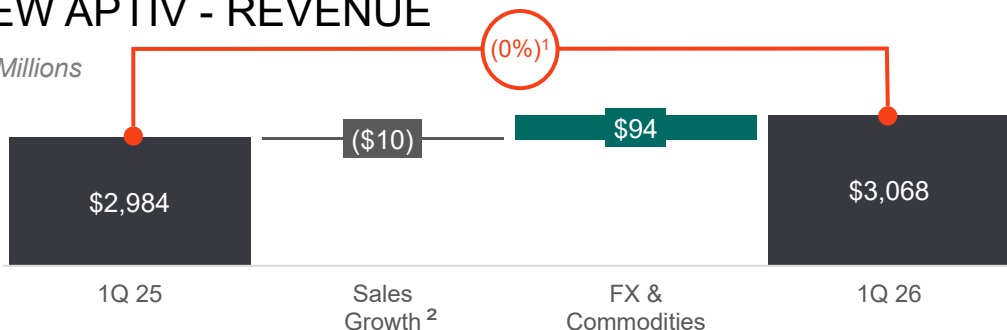 EW APTIV - REVENUE
Millions
(0%)¹
($10)
$94
$2,984
$3,068
1Q 25
Sales
Growth ²
FX &
Commodities
1Q 26